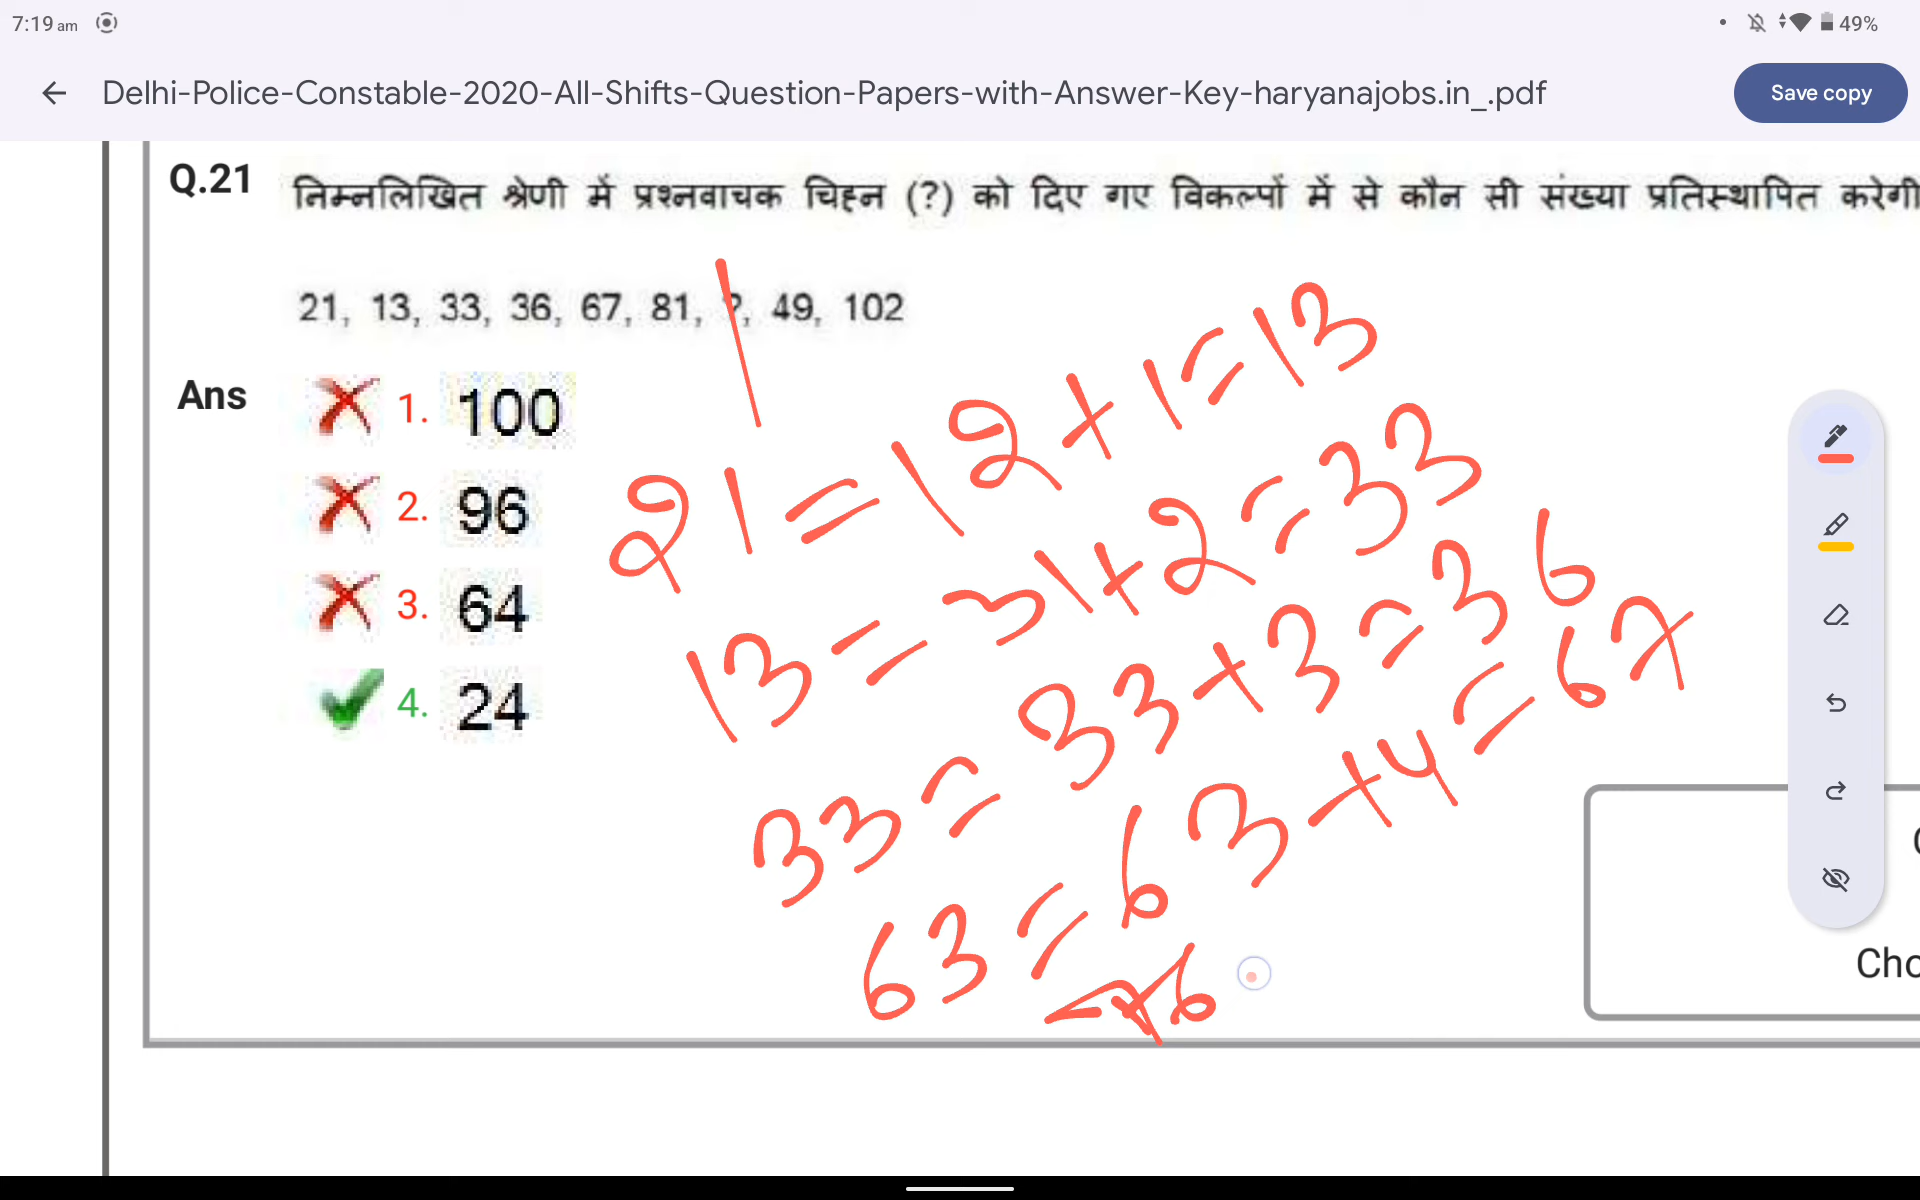 7:19 am 49%
Delhi-Police-Constable-2020-All-Shifts-Question-Papers-with-Answer-Key-haryanajobs.in_.pdf Save copy
Q.21 निम्नलिखित श्रेणी में प्रश्नवाचक चिह्न (?) को दिए गए विकल्पों में से कौन सी संख्या प्रतिस्थापित करेगी
21, 13, 33, 36, 67, 81, ?, 49, 102
Ans 1. 100
2. 96
3. 64
4. 24
21 = 12 + 1 = 13
13 = 31 + 2 = 33
33 = 33 + 3 = 36
63 = 63 + 4 = 67
76
Cho